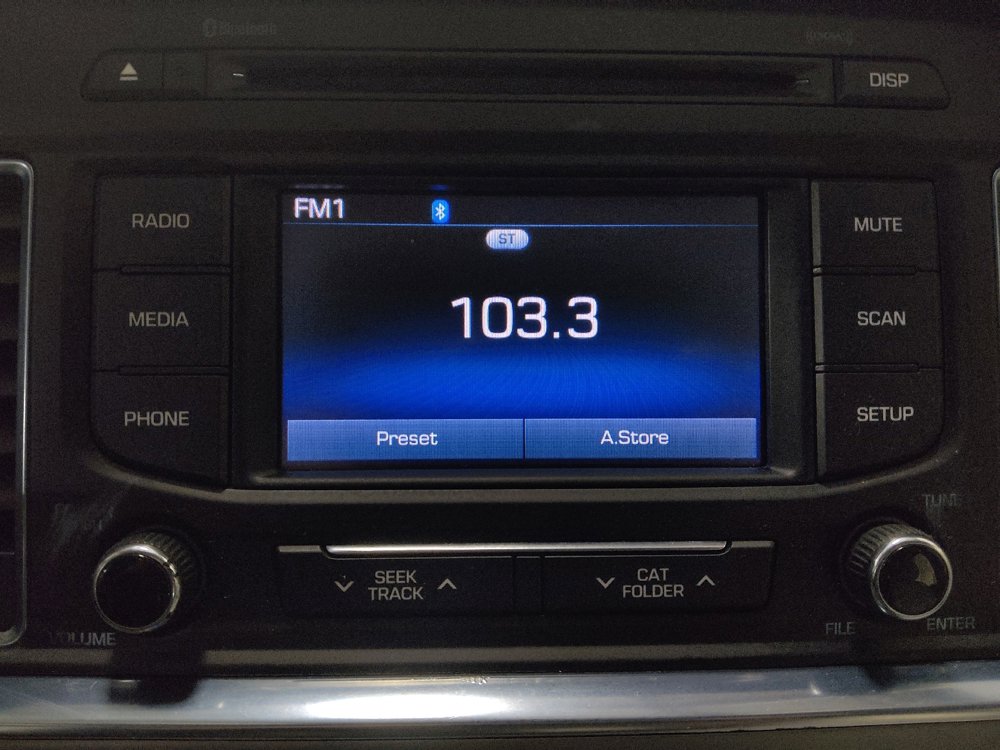 DISP
RADIO
MEDIA
PHONE
FM1
ST
103.3
Preset
A.Store
MUTE
SCAN
SETUP
TUNE
VOLUME
SEEK
TRACK
CAT
FOLDER
FILE
ENTER